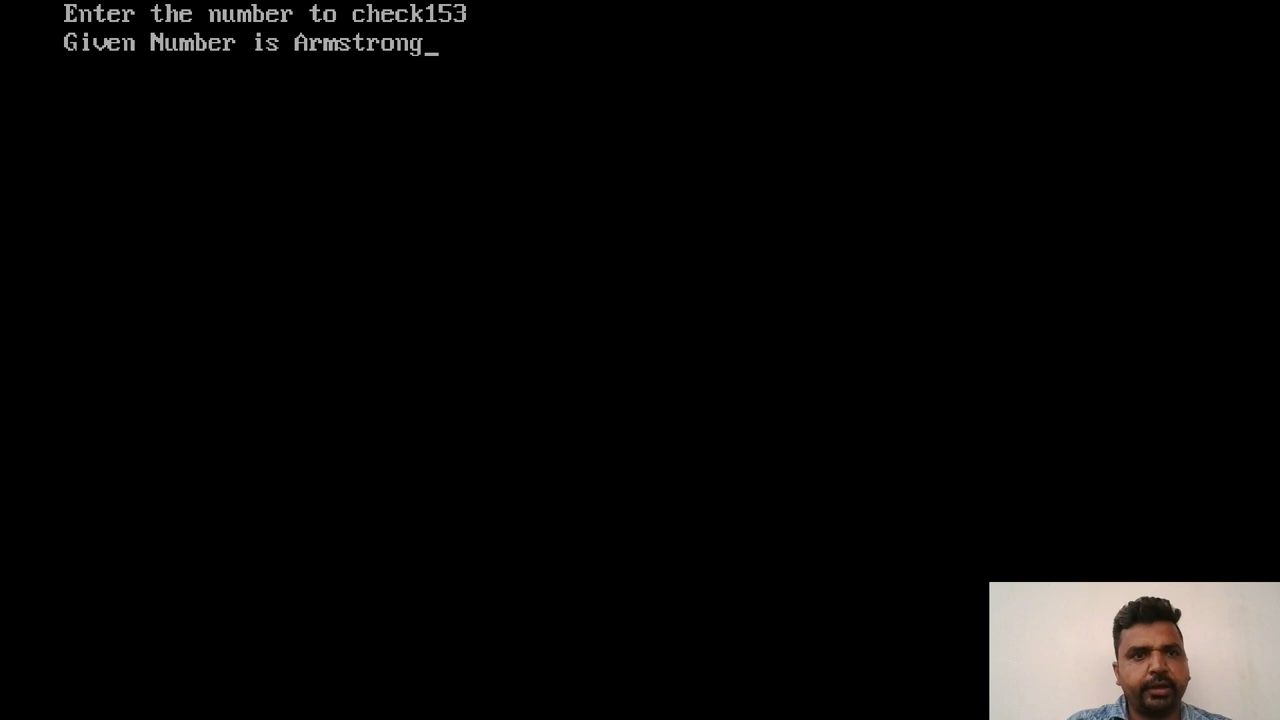 Enter the number to check153
Given Number is Armstrong_